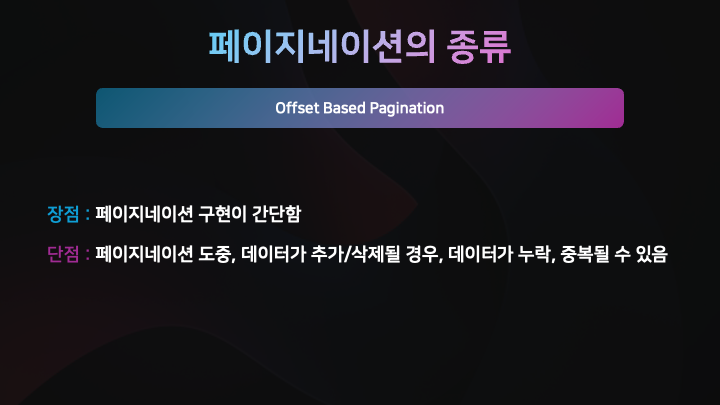 페이지네이션의 종류
Offset Based Pagination
장점 : 페이지네이션 구현이 간단함
단점 : 페이지네이션 도중, 데이터가 추가/삭제될 경우, 데이터가 누락, 중복될 수 있음